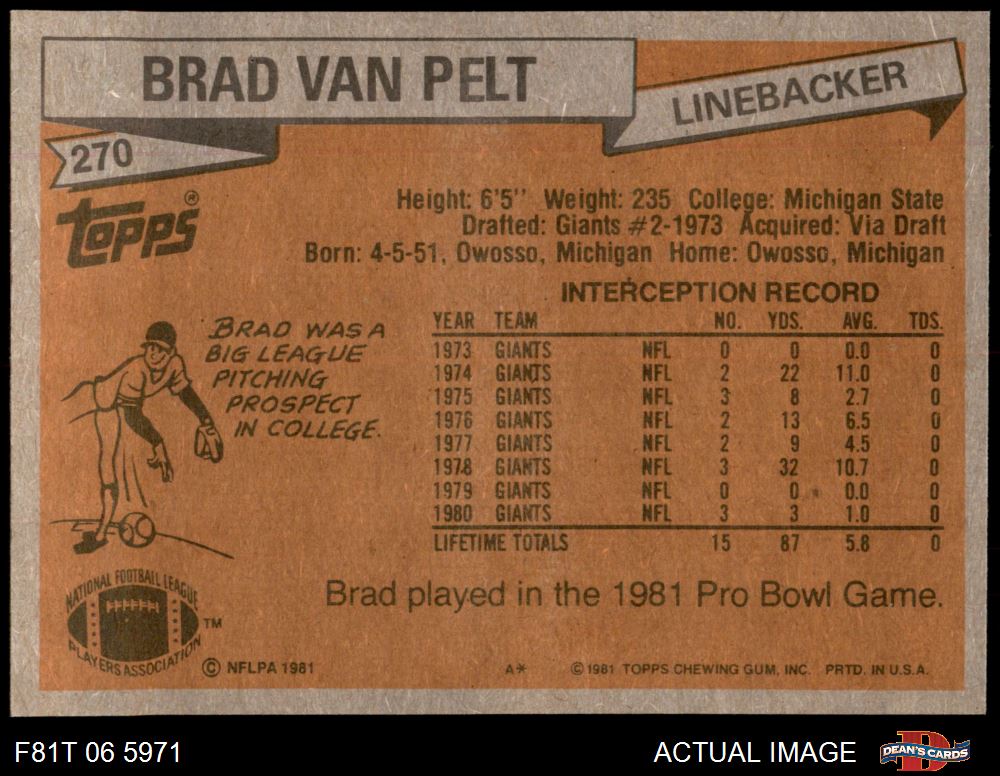 BRAD VAN PELT
LINEBACKER
270
topps®
Height: 6'5'' Weight: 235 College: Michigan State
Drafted: Giants #2-1973 Acquired: Via Draft
Born: 4-5-51, Owosso, Michigan Home: Owosso, Michigan
BRAD WAS A
BIG LEAGUE
PITCHING
PROSPECT
IN COLLEGE.
INTERCEPTION RECORD
YEAR TEAM NO. YDS. AVG. TDS.
1973 GIANTS NFL 0 0 0.0 0
1974 GIANTS NFL 2 22 11.0 0
1975 GIANTS NFL 3 8 2.7 0
1976 GIANTS NFL 2 13 6.5 0
1977 GIANTS NFL 2 9 4.5 0
1978 GIANTS NFL 3 32 10.7 0
1979 GIANTS NFL 0 0 0.0 0
1980 GIANTS NFL 3 3 1.0 0
LIFETIME TOTALS 15 87 5.8 0
Brad played in the 1981 Pro Bowl Game.
NATIONAL FOOTBALL LEAGUE
PLAYERS ASSOCIATION
TM
© NFLPA 1981
A* © 1981 TOPPS CHEWING GUM, INC. PRTD. IN U.S.A.
F81T 06 5971
ACTUAL IMAGE
D
DEAN'S CARDS